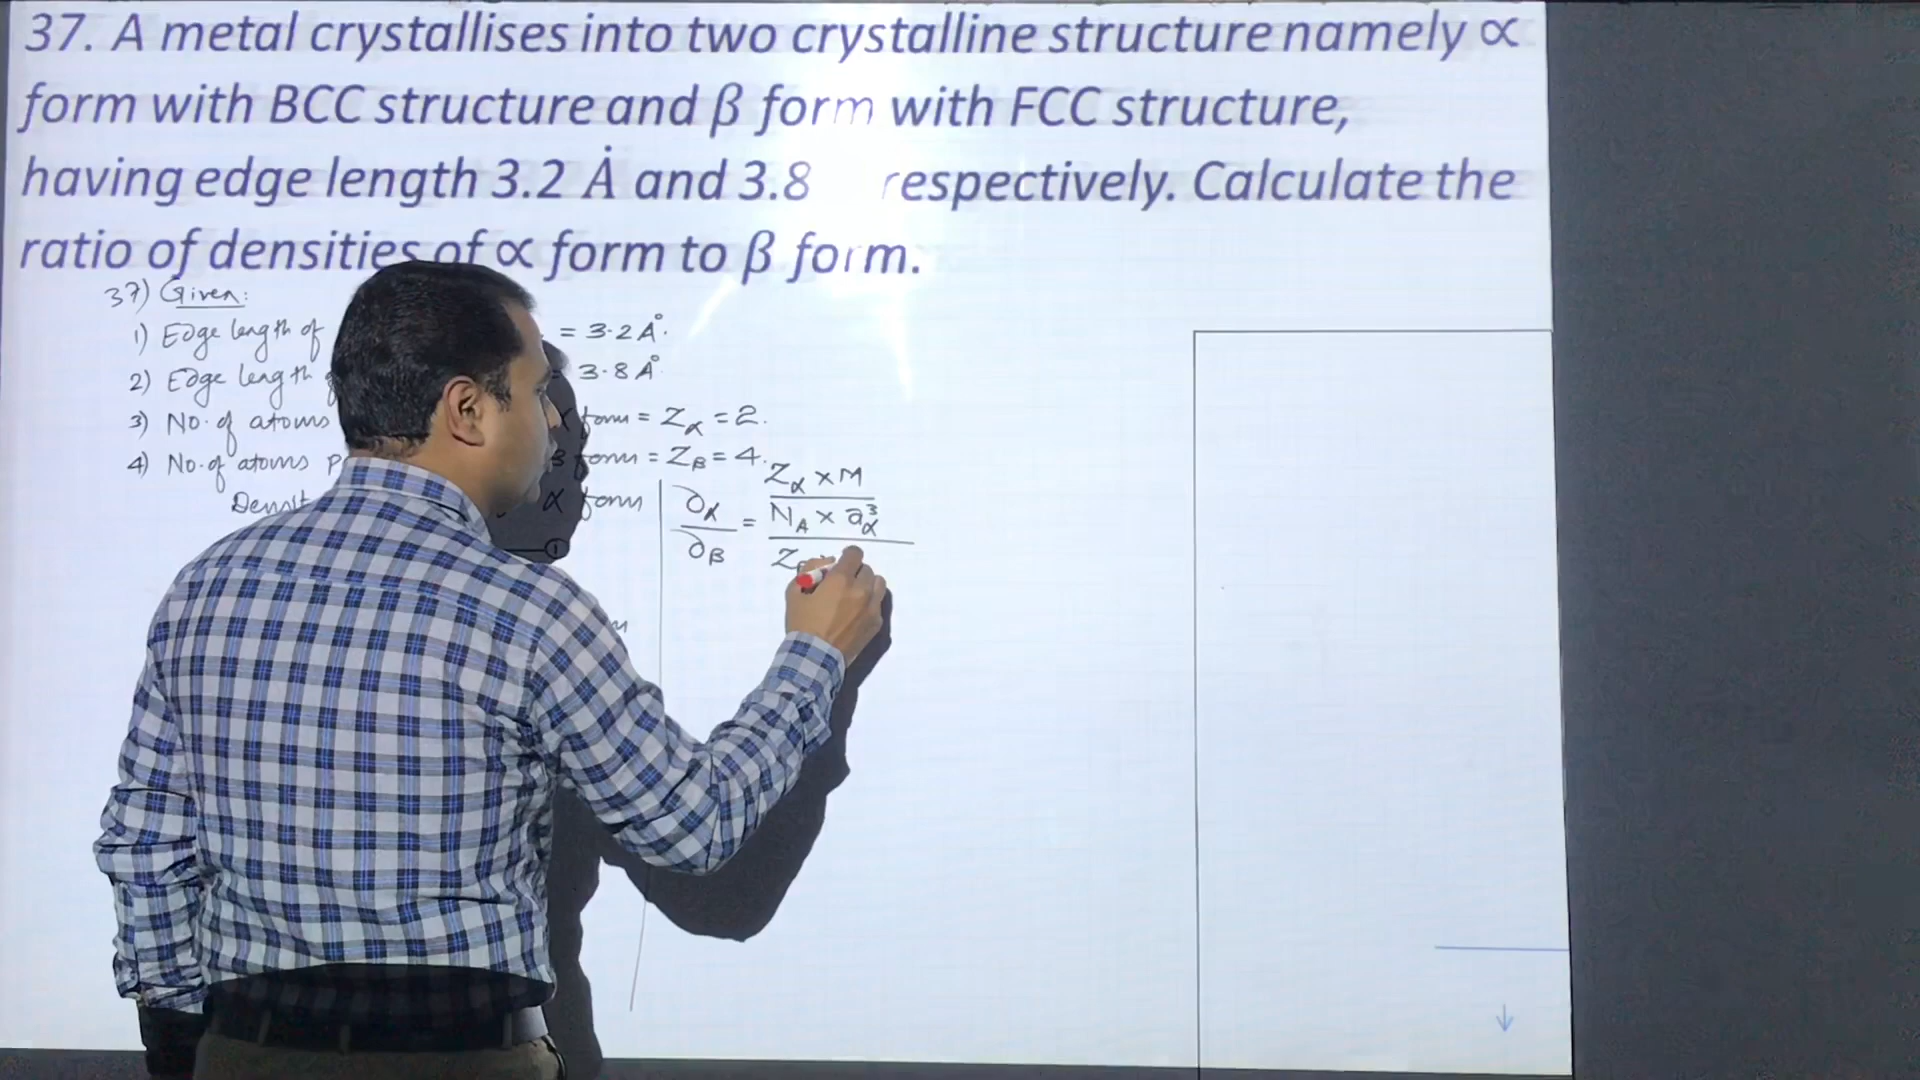 37. A metal crystallises into two crystalline structure namely ∝
form with BCC structure and β form with FCC structure,
having edge length 3.2 Ȧ and 3.8 respectively. Calculate the
ratio of densities of ∝ form to β form.
37) Given:
1) Edge length of = 3.2 A°.
2) Edge length = 3.8 A°.
3) No. of atoms α form = Zα = 2.
4) No. of atoms β form = Zβ = 4.
α form
①
∂α / ∂β = Zα × M / NA × aα³